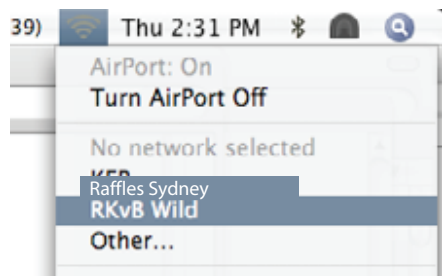 39) Thu 2:31 PM
AirPort: On
Turn AirPort Off
No network selected
Raffles Sydney
RKvB Wild
Other...